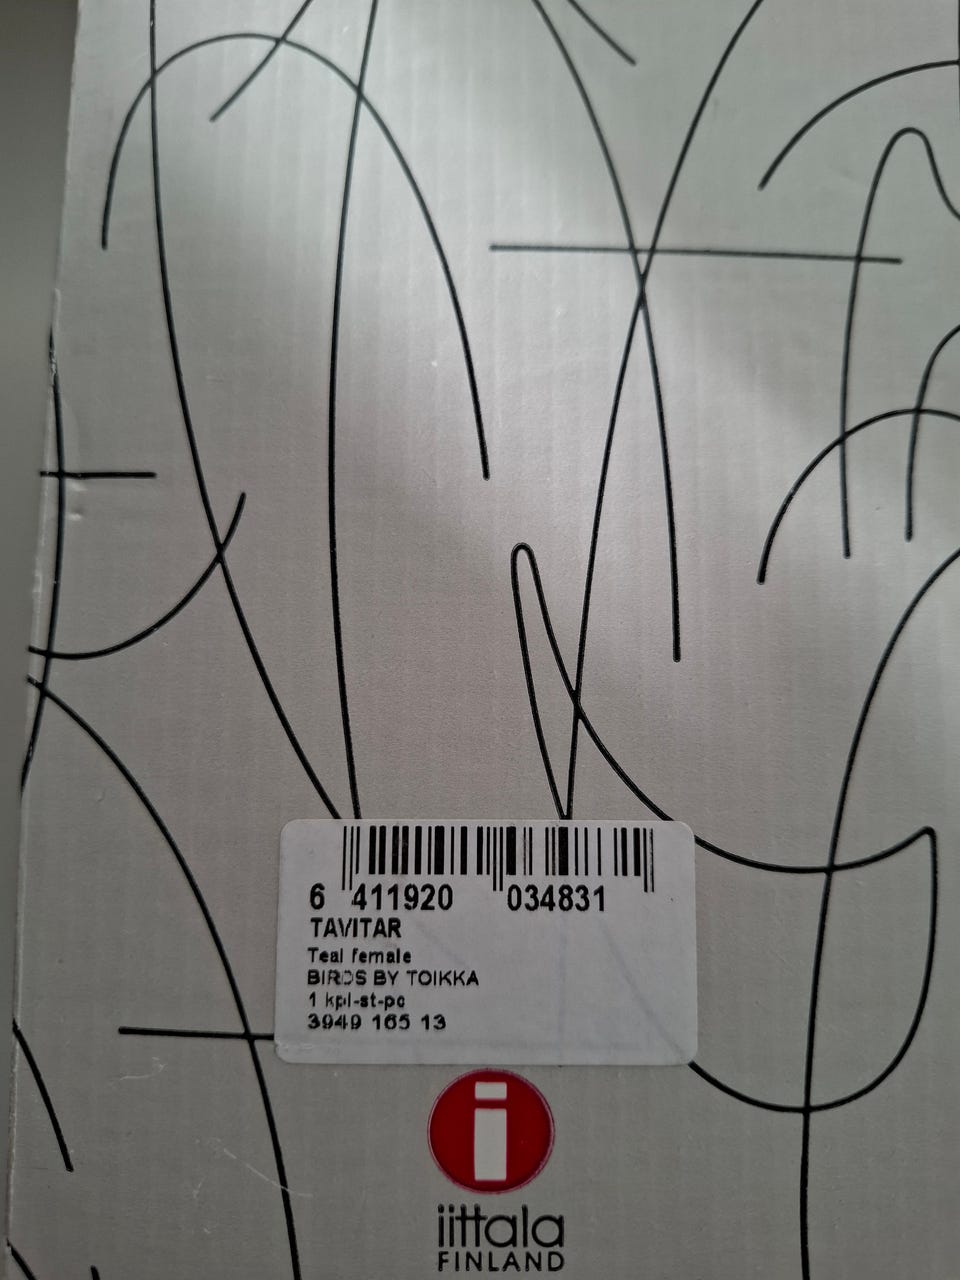 6 411920 034831
TAVITAR
Teal female
BIRDS BY TOIKKA
1 kpl-st-pc
3949 165 13
i
iittala
FINLAND